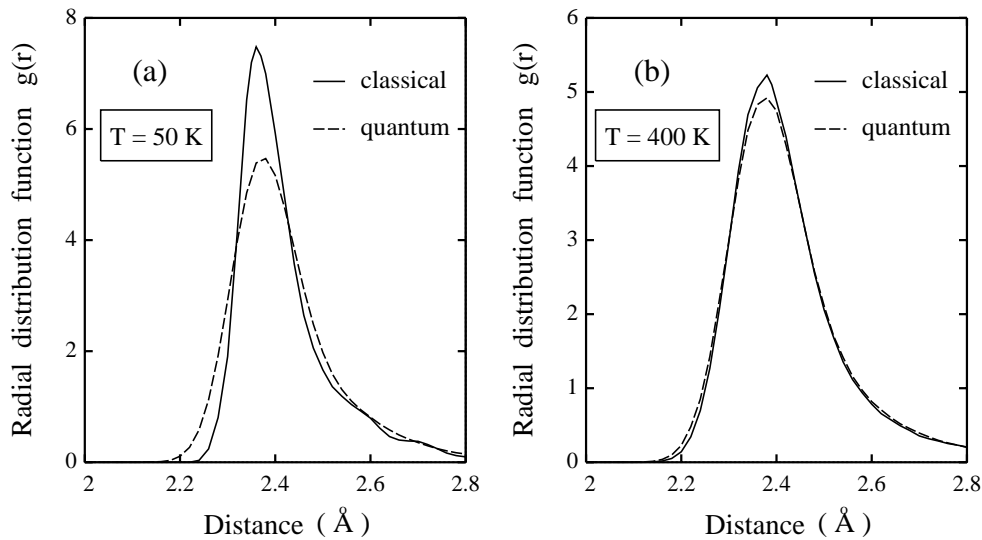 Radial distribution function g(r)
8
6
4
2
0
(a)
T = 50 K
classical
quantum
2
2.2
2.4
2.6
2.8
Distance ( Å )
Radial distribution function g(r)
6
5
4
3
2
1
0
(b)
T = 400 K
classical
quantum
2
2.2
2.4
2.6
2.8
Distance ( Å )